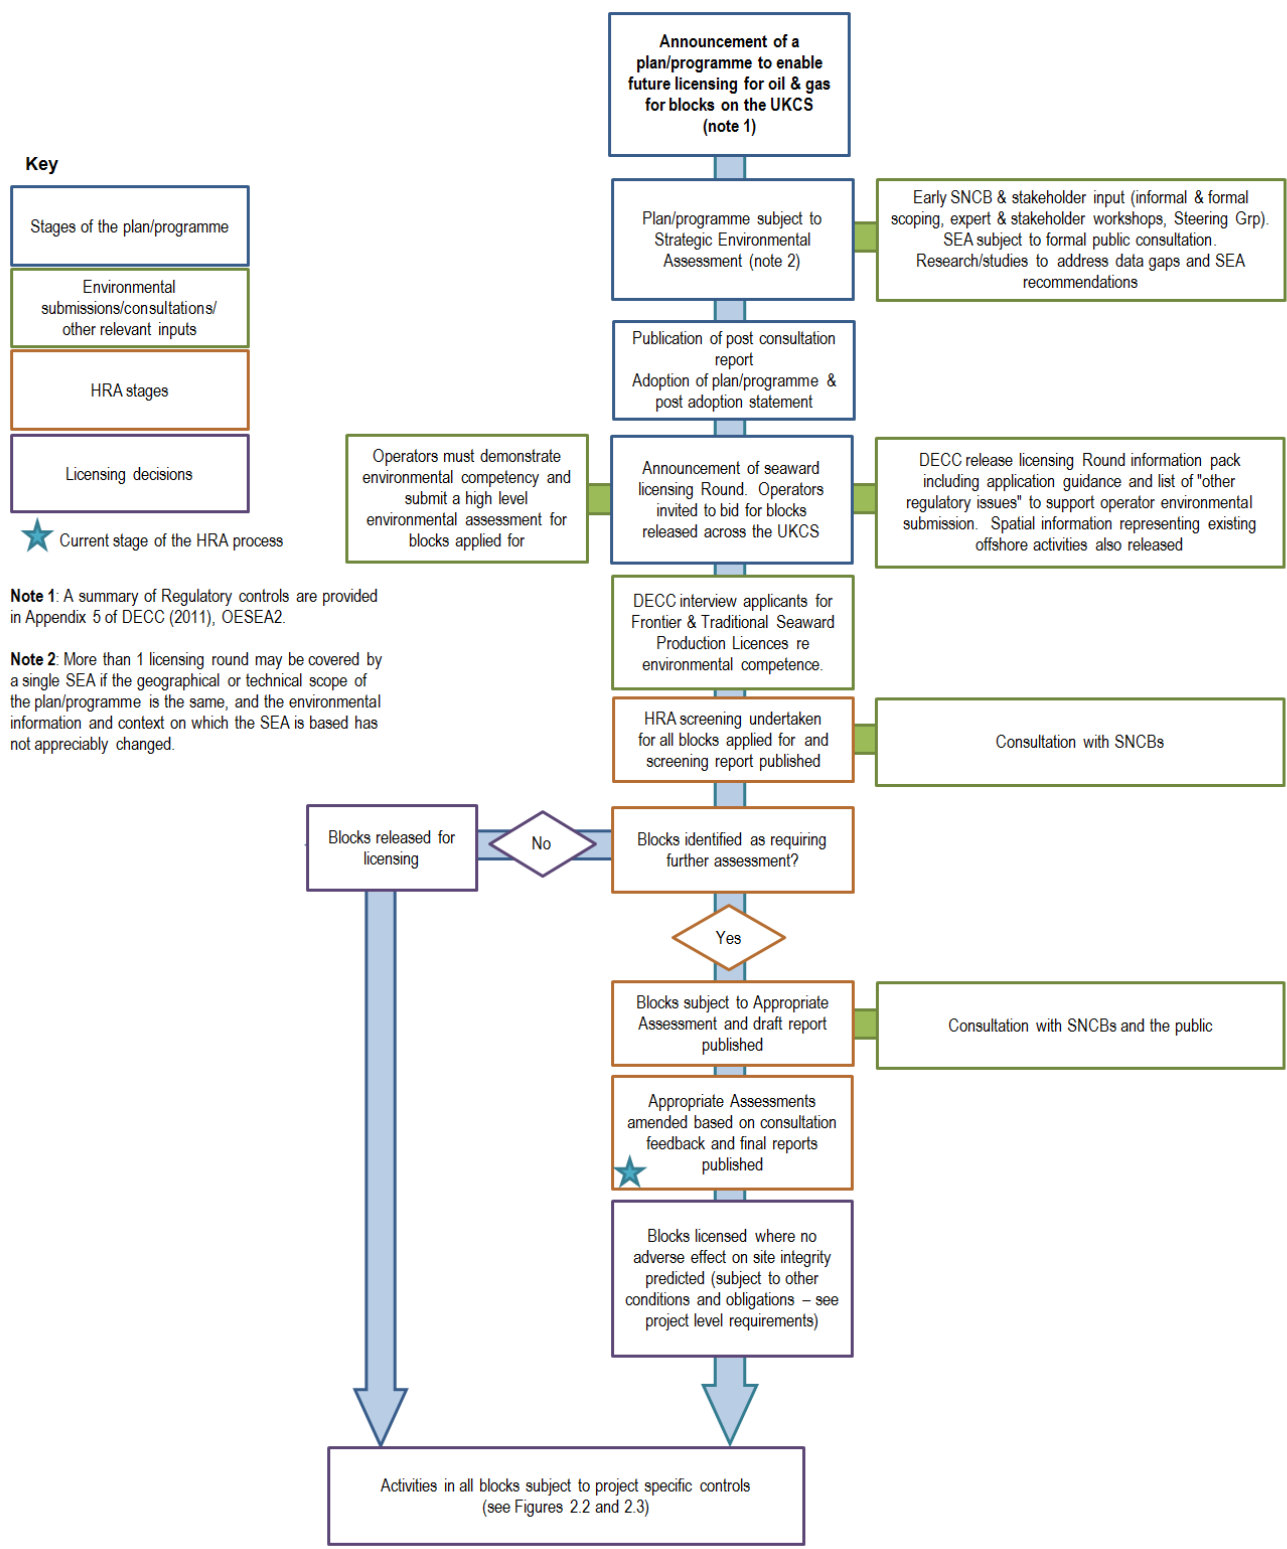 Announcement of a
plan/programme to enable
future licensing for oil & gas
for blocks on the UKCS
(note 1)
Key
Stages of the plan/programme
Environmental
submissions/consultations/
other relevant inputs
HRA stages
Licensing decisions
Current stage of the HRA process
Note 1: A summary of Regulatory controls are provided
in Appendix 5 of DECC (2011), OESEA2.
Note 2: More than 1 licensing round may be covered by
a single SEA if the geographical or technical scope of
the plan/programme is the same, and the environmental
information and context on which the SEA is based has
not appreciably changed.
Plan/programme subject to
Strategic Environmental
Assessment (note 2)
Early SNCB & stakeholder input (informal & formal
scoping, expert & stakeholder workshops, Steering Grp).
SEA subject to formal public consultation.
Research/studies to address data gaps and SEA
recommendations
Publication of post consultation
report
Adoption of plan/programme &
post adoption statement
Operators must demonstrate
environmental competency and
submit a high level
environmental assessment for
blocks applied for
Announcement of seaward
licensing Round. Operators
invited to bid for blocks
released across the UKCS
DECC release licensing Round information pack
including application guidance and list of "other
regulatory issues" to support operator environmental
submission. Spatial information representing existing
offshore activities also released
DECC interview applicants for
Frontier & Traditional Seaward
Production Licences re
environmental competence.
HRA screening undertaken
for all blocks applied for and
screening report published
Consultation with SNCBs
Blocks released for
licensing
No
Blocks identified as requiring
further assessment?
Yes
Blocks subject to Appropriate
Assessment and draft report
published
Consultation with SNCBs and the public
Appropriate Assessments
amended based on consultation
feedback and final reports
published
Blocks licensed where no
adverse effect on site integrity
predicted (subject to other
conditions and obligations – see
project level requirements)
Activities in all blocks subject to project specific controls
(see Figures 2.2 and 2.3)